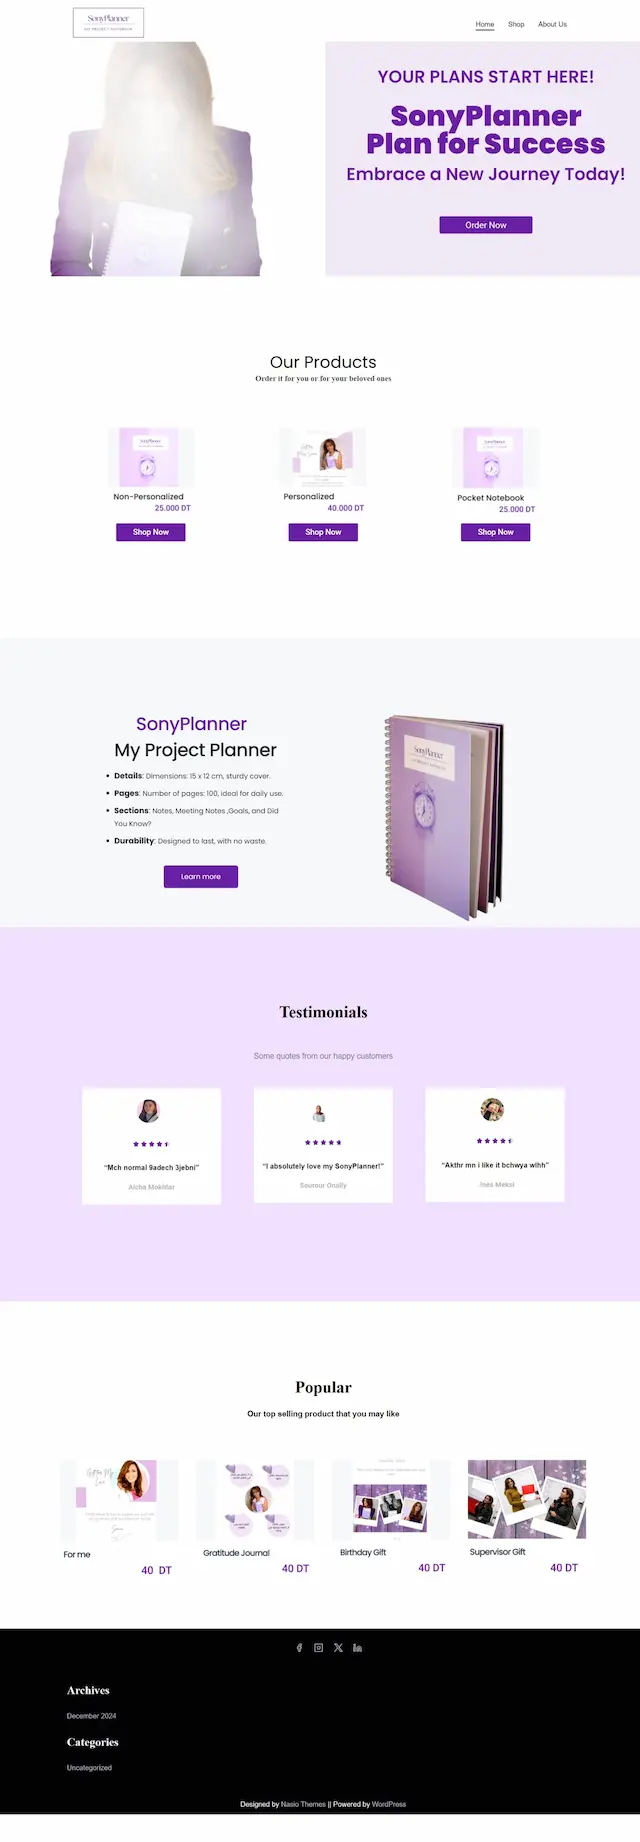 SonyPlanner
MY PROJECT NOTEBOOK
Home
Shop
About Us
YOUR PLANS START HERE!
SonyPlanner
Plan for Success
Embrace a New Journey Today!
Order Now
Our Products
Order it for you or for your beloved ones
SonyPlanner
SonyPlanner
Non-Personalized
25.000 DT
Shop Now
Personalized
40.000 DT
Shop Now
Pocket Notebook
25.000 DT
Shop Now
SonyPlanner
My Project Planner
Details: Dimensions: 15 x 12 cm, sturdy cover.
Pages: Number of pages: 100, ideal for daily use.
Sections: Notes, Meeting Notes ,Goals, and Did
You Know?
Durability: Designed to last, with no waste.
Learn more
SonyPlanner
MY PROJECT NOTEBOOK
Testimonials
Some quotes from our happy customers
“Mch normal 9adech 3jebni”
Aicha Mokhtar
“I absolutely love my SonyPlanner!”
Sourour Onaily
“Akthr mn i like it bchwya wlhh”
Ines Meksi
Popular
Our top selling product that you may like
For me
40 DT
Gratitude Journal
40 DT
Birthday Gift
40 DT
Supervisor Gift
40 DT
Archives
December 2024
Categories
Uncategorized
Designed by Nasio Themes || Powered by WordPress